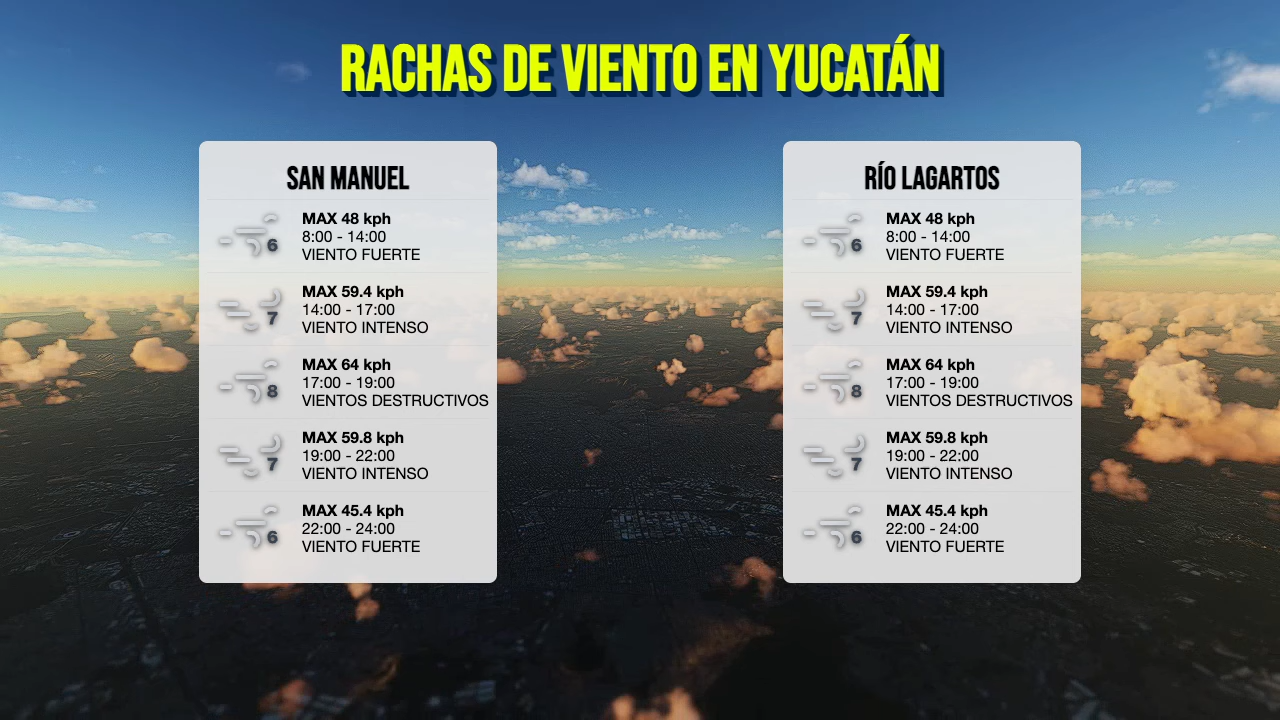 RACHAS DE VIENTO EN YUCATÁN
SAN MANUEL
MAX 48 kph
6
8:00 - 14:00
VIENTO FUERTE
MAX 59.4 kph
7
14:00 - 17:00
VIENTO INTENSO
MAX 64 kph
8
17:00 - 19:00
VIENTOS DESTRUCTIVOS
MAX 59.8 kph
7
19:00 - 22:00
VIENTO INTENSO
MAX 45.4 kph
6
22:00 - 24:00
VIENTO FUERTE
RÍO LAGARTOS
MAX 48 kph
6
8:00 - 14:00
VIENTO FUERTE
MAX 59.4 kph
7
14:00 - 17:00
VIENTO INTENSO
MAX 64 kph
8
17:00 - 19:00
VIENTOS DESTRUCTIVOS
MAX 59.8 kph
7
19:00 - 22:00
VIENTO INTENSO
MAX 45.4 kph
6
22:00 - 24:00
VIENTO FUERTE